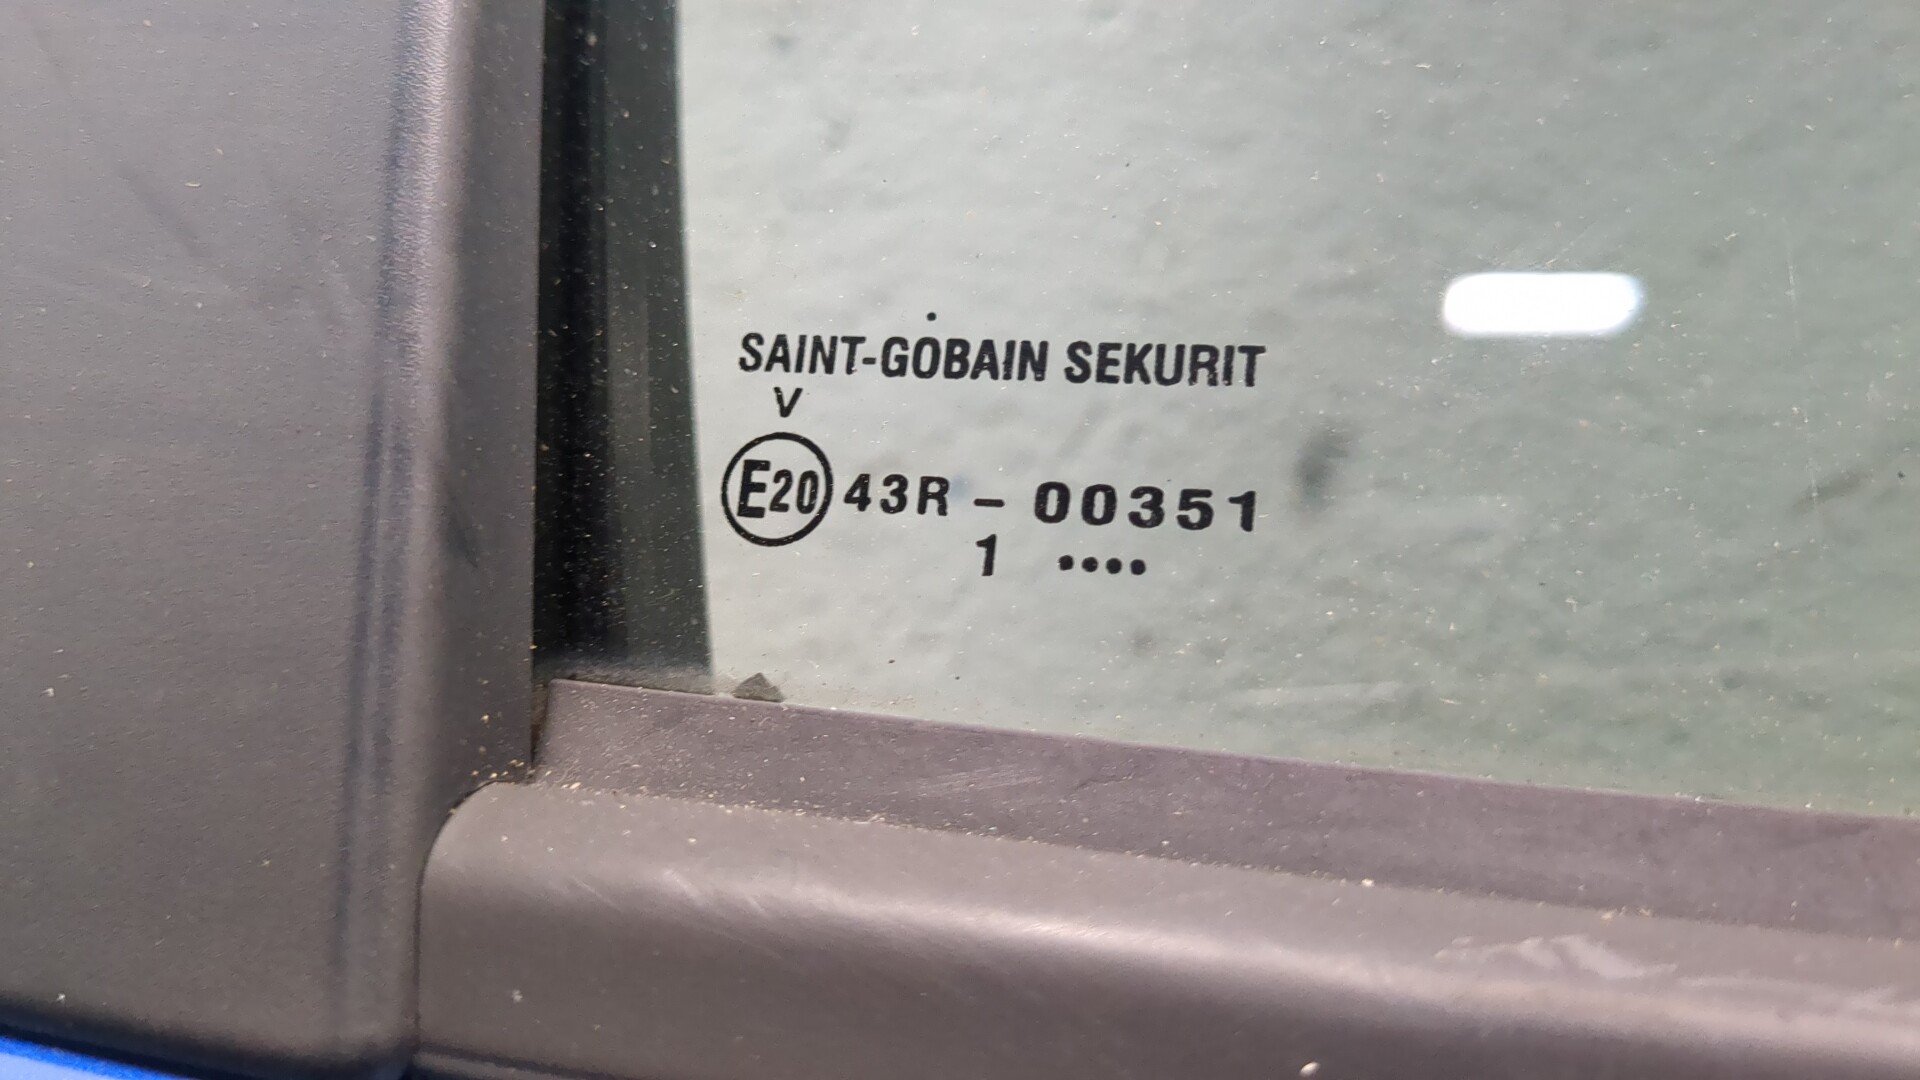 SAINT-GOBAIN SEKURIT
V
E20 43R - 00351
1 ••••